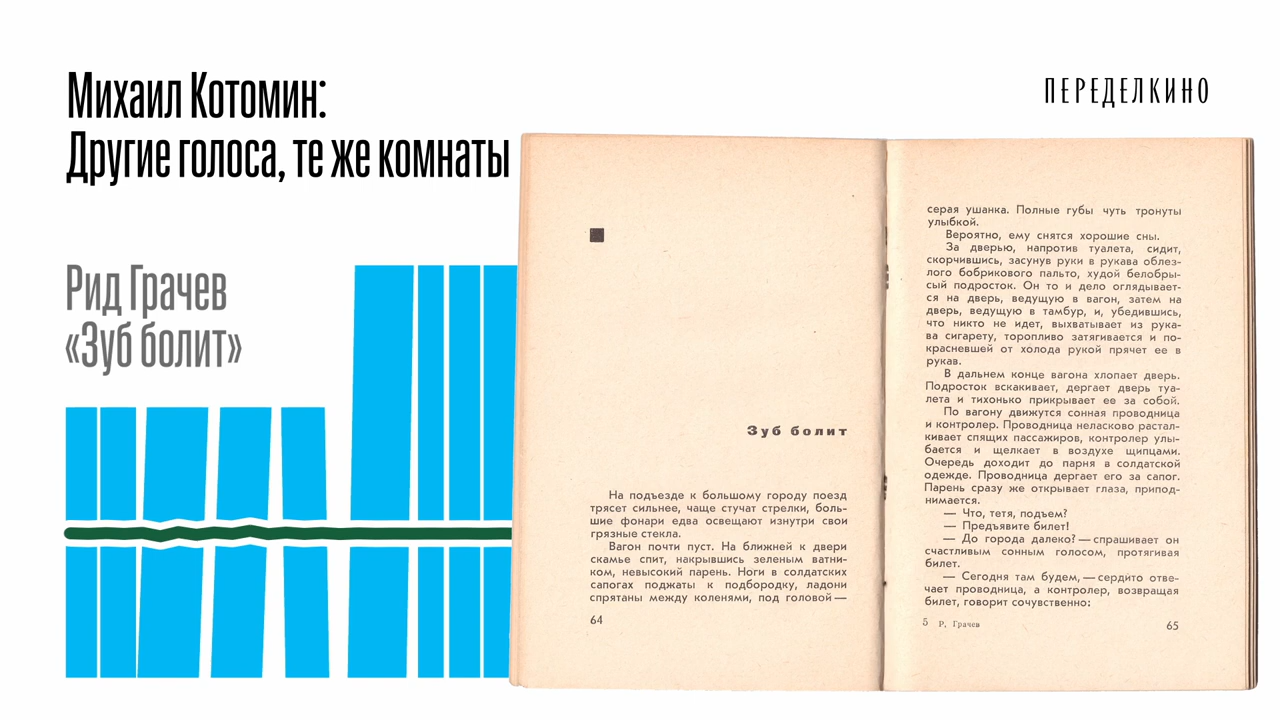 Михаил Котомин:
Другие голоса, те же комнаты
ПЕРЕДЕЛКИНО
Рид Грачев
«Зуб болит»
Зуб болит
На подъезде к большому городу поезд
трясет сильнее, чаще стучат стрелки, боль-
шие фонари едва освещают изнутри свои
грязные стекла.
Вагон почти пуст. На ближней к двери
скамье спит, накрывшись зеленым ватни-
ком, невысокий парень. Ноги в солдатских
сапогах поджаты к подбородку, ладони
спрятаны между коленями, под головой —
64
серая ушанка. Полные губы чуть тронуты
улыбкой.
Вероятно, ему снятся хорошие сны.
За дверью, напротив туалета, сидит,
скорчившись, засунув руки в рукава облез-
лого бобрикового пальто, худой белобры-
сый подросток. Он то и дело оглядывает-
ся на дверь, ведущую в вагон, затем на
дверь, ведущую в тамбур, и, убедившись,
что никто не идет, выхватывает из рука-
ва сигарету, торопливо затягивается и по-
красневшей от холода рукой прячет ее в
рукав.
В дальнем конце вагона хлопает дверь.
Подросток вскакивает, дергает дверь туа-
лета и тихонько прикрывает ее за собой.
По вагону движутся сонная проводница
и контролер. Проводница неласково растал-
кивает спящих пассажиров, контролер улы-
бается и щелкает в воздухе щипцами.
Очередь доходит до парня в солдатской
одежде. Проводница дергает его за сапог.
Парень сразу же открывает глаза, припод-
нимается.
— Что, тетя, подъем?
— Предъявите билет!
— До города далеко? — спрашивает он
счастливым сонным голосом, протягивая
билет.
— Сегодня там будем, — сердито отве-
чает проводница, а контролер, возвращая
билет, говорит сочувственно:
5 Р. Грачев
65